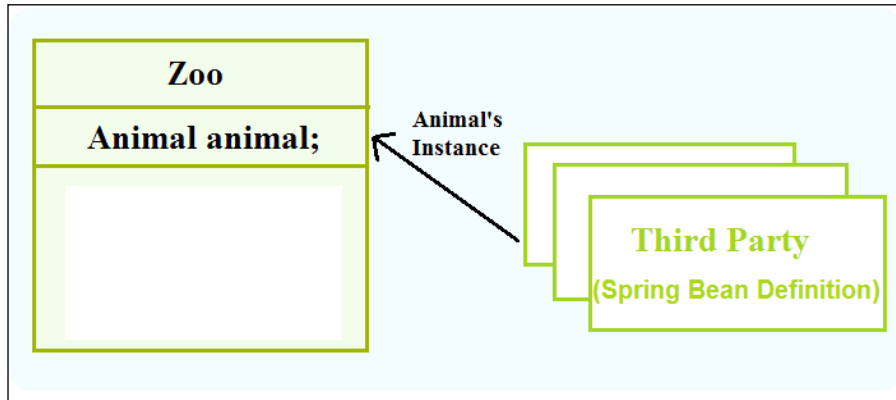 Zoo
Animal animal;
Animal's
Instance
Third Party
(Spring Bean Definition)